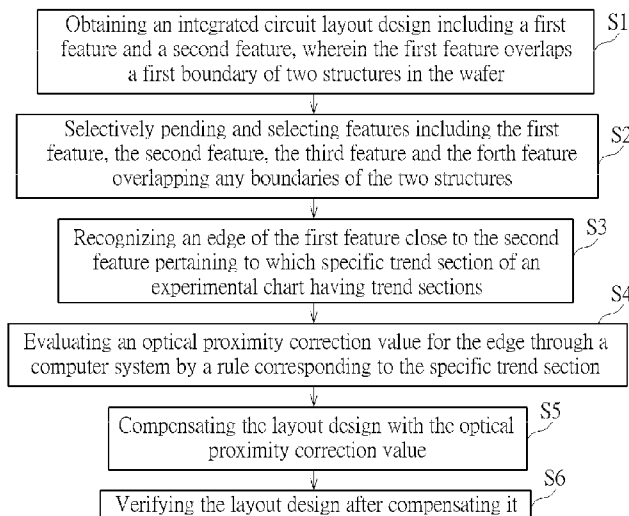 Obtaining an integrated circuit layout design including a first
feature and a second feature, wherein the first feature overlaps
a first boundary of two structures in the wafer
S1
Selectively pending and selecting features including the first
feature, the second feature, the third feature and the forth feature
overlapping any boundaries of the two structures
S2
Recognizing an edge of the first feature close to the second
feature pertaining to which specific trend section of an
experimental chart having trend sections
S3
Evaluating an optical proximity correction value for the edge through a
computer system by a rule corresponding to the specific trend section
S4
Compensating the layout design with the optical
proximity correction value
S5
Verifying the layout design after compensating it
S6